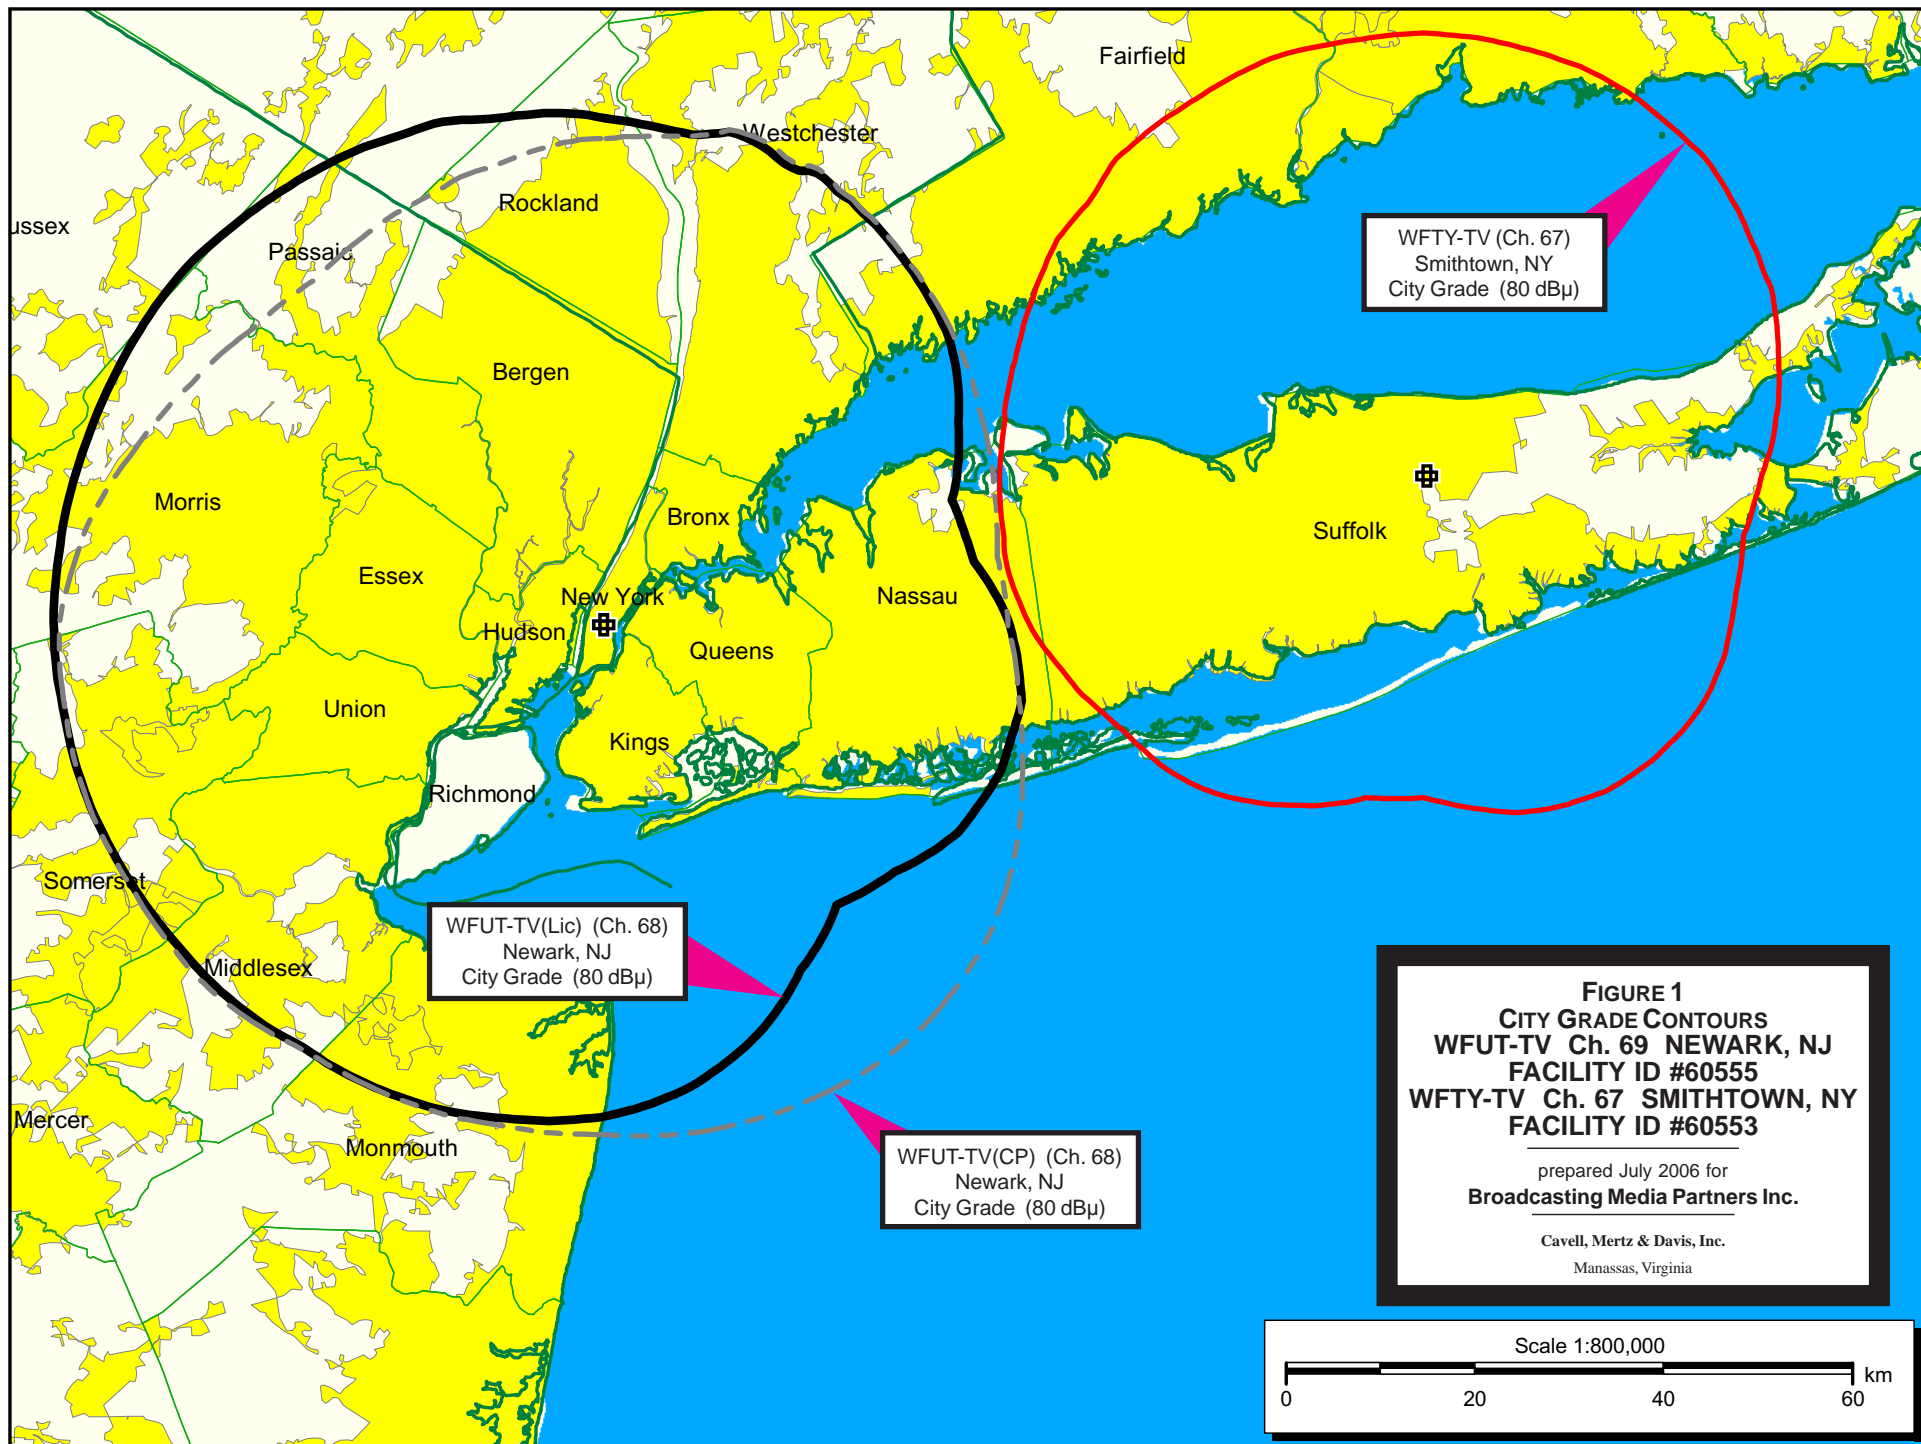 Fairfield
Westchester
Rockland
ussex
Passaic
WFTY-TV (Ch. 67)
Smithtown, NY
City Grade (80 dBµ)
Bergen
Morris
Bronx
Suffolk
Essex
New York
Nassau
Hudson
Queens
Union
Kings
Richmond
Somerset
WFUT-TV(Lic) (Ch. 68)
Newark, NJ
City Grade (80 dBµ)
Middlesex
Mercer
Monmouth
WFUT-TV(CP) (Ch. 68)
Newark, NJ
City Grade (80 dBµ)
FIGURE 1
CITY GRADE CONTOURS
WFUT-TV Ch. 69 NEWARK, NJ
FACILITY ID #60555
WFTY-TV Ch. 67 SMITHTOWN, NY
FACILITY ID #60553
prepared July 2006 for
Broadcasting Media Partners Inc.
Cavell, Mertz & Davis, Inc.
Manassas, Virginia
Scale 1:800,000
km
0 20 40 60